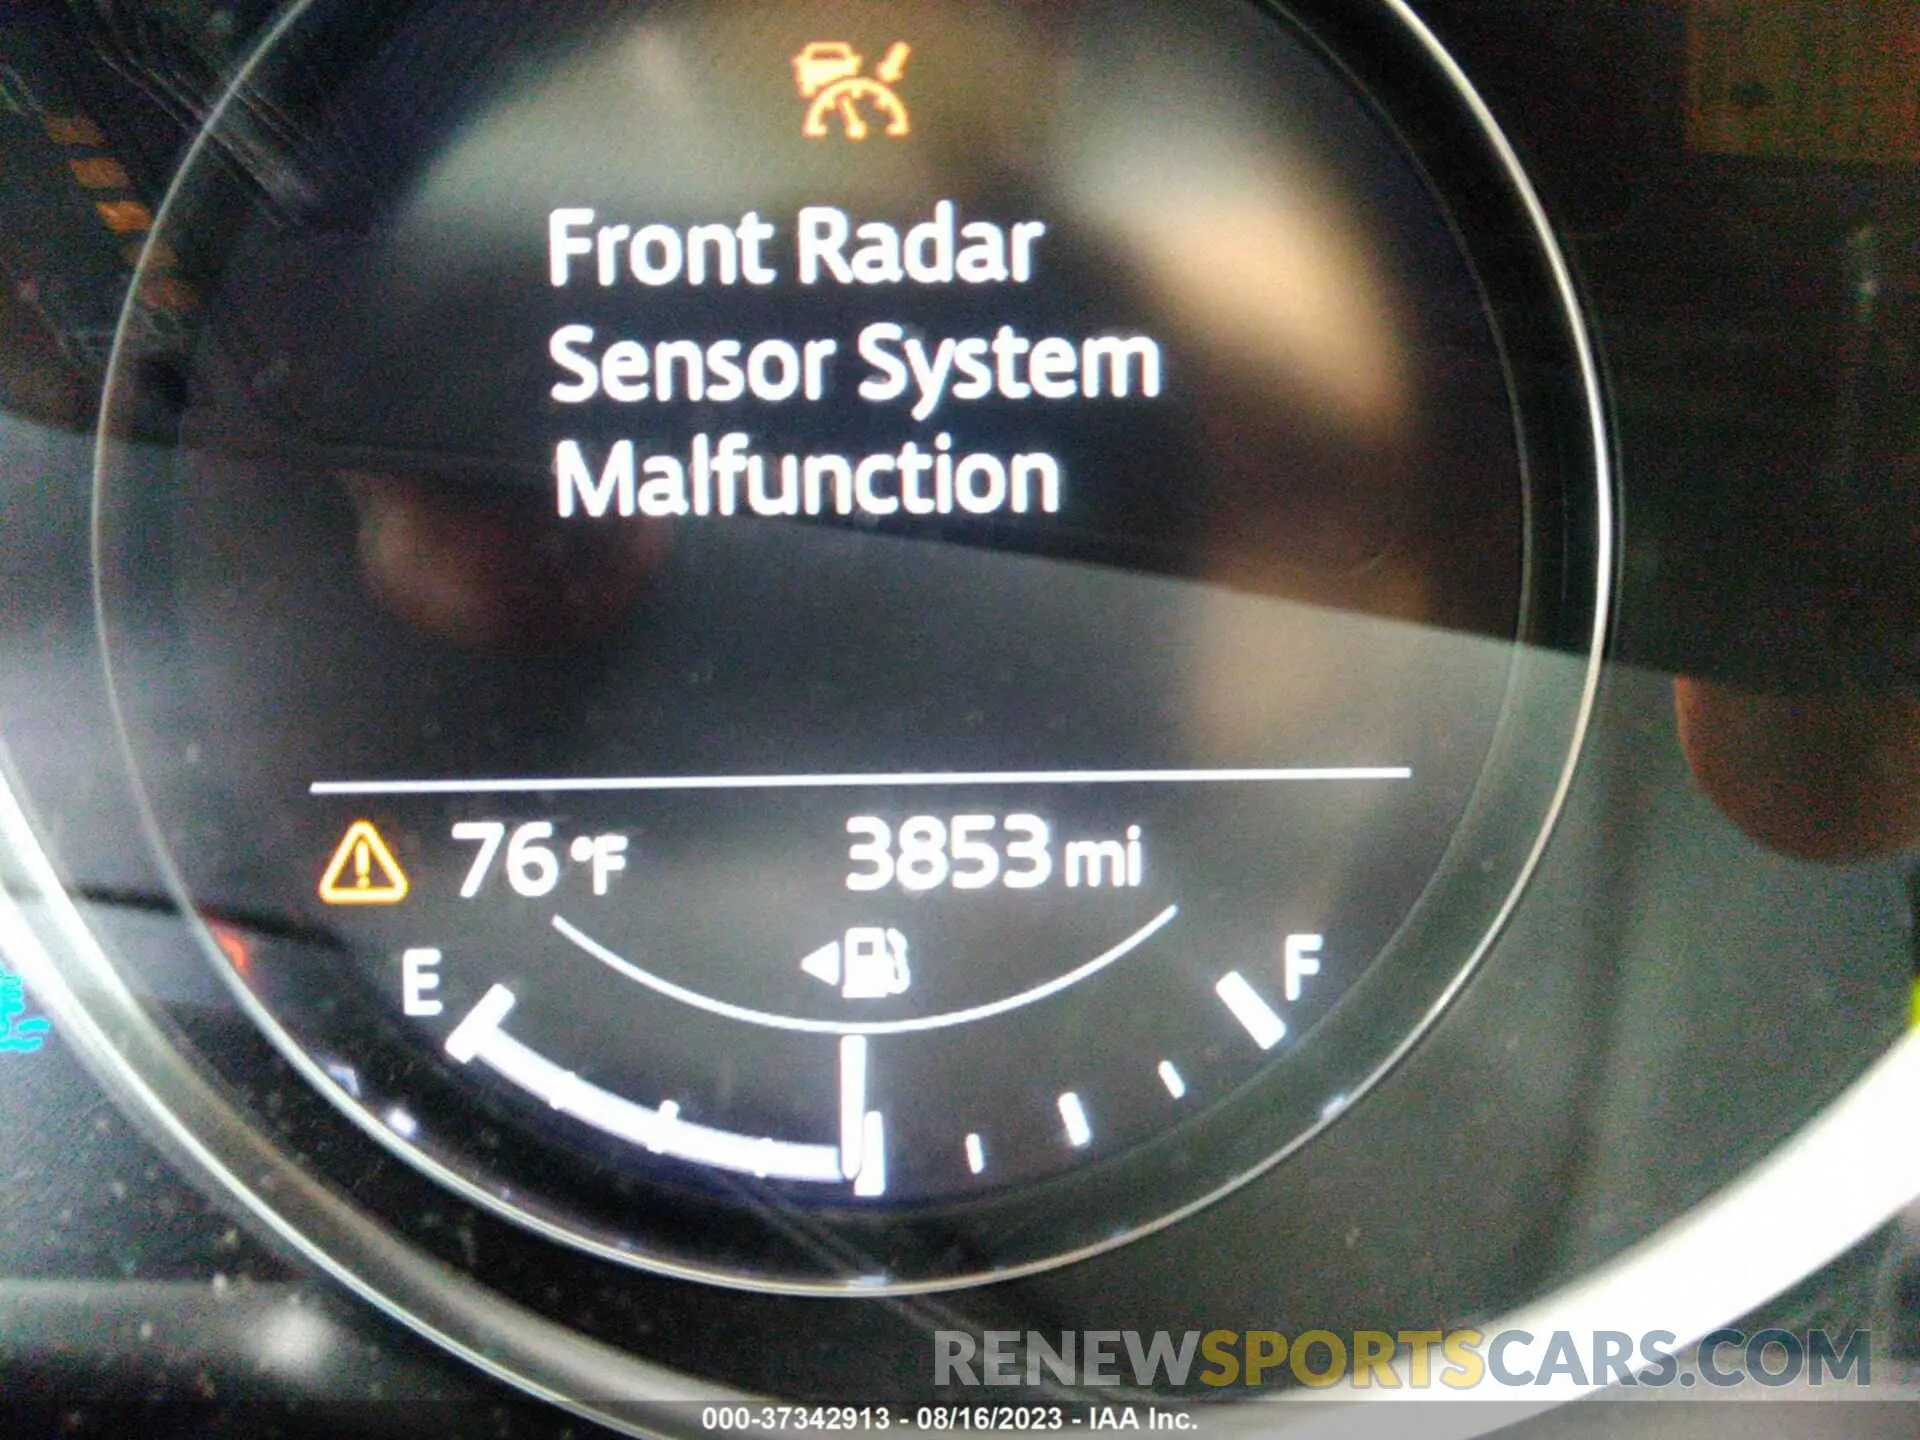 Front Radar
Sensor System
Malfunction
76 °F 3853 mi
E F
RENEWSPORTSCARS.COM
000-37342913 - 08/16/2023 - IAA Inc.